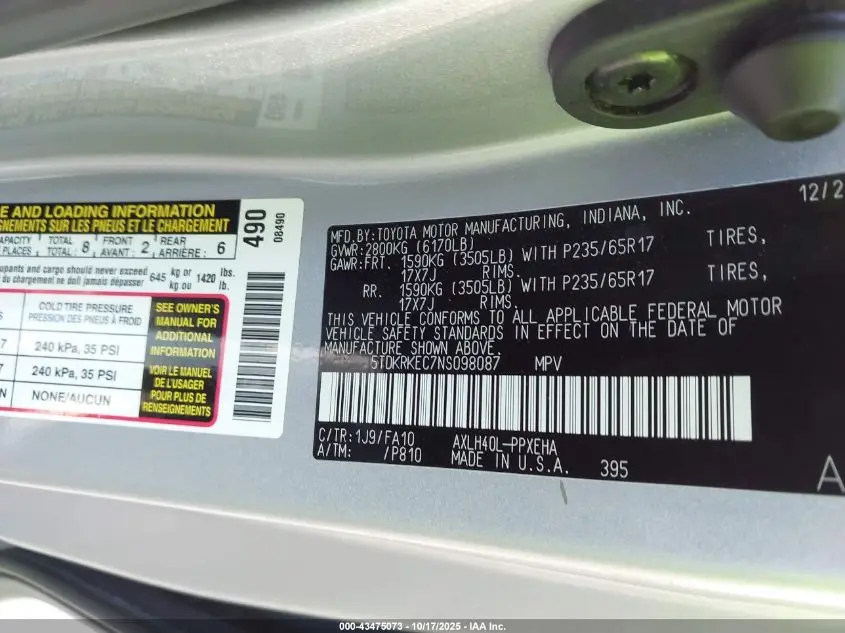 E AND LOADING INFORMATION
GNEMENTS SUR LES PNEUS ET LE CHARGEMENT
CAPACITY TOTAL 8 FRONT 2 REAR 6
PLACES TOTAL AVANT : ARRIÈRE :
upants and cargo should never exceed 645 kg or 1420 lbs.
ne doit jamais dépasser kg ou lb.
COLD TIRE PRESSURE
PRESSION DES PNEUS À FROID
7 240 kPa, 35 PSI
7 240 kPa, 35 PSI
N NONE/AUCUN
SEE OWNER'S
MANUAL FOR
ADDITIONAL
INFORMATION
VOIR LE MANUEL
DE L'USAGER
POUR PLUS DE
RENSEIGNEMENTS
490
08490
12/2
MFD.BY:TOYOTA MOTOR MANUFACTURING, INDIANA, INC.
GVWR:2800KG (6170LB)
GAWR:FRT. 1590KG (3505LB) WITH P235/65R17 TIRES,
17X7J RIMS.
RR. 1590KG (3505LB) WITH P235/65R17 TIRES,
17X7J RIMS.
THIS VEHICLE CONFORMS TO ALL APPLICABLE FEDERAL MOTOR
VEHICLE SAFETY STANDARDS IN EFFECT ON THE DATE OF
MANUFACTURE SHOWN ABOVE.
5TDKRKEC7NS098087 MPV
C/TR:1J9/FA10 AXLH40L-PPXEHA
A/TM: /P810 MADE IN U.S.A. 395
A
000-43475073 - 10/17/2025 - IAA Inc.